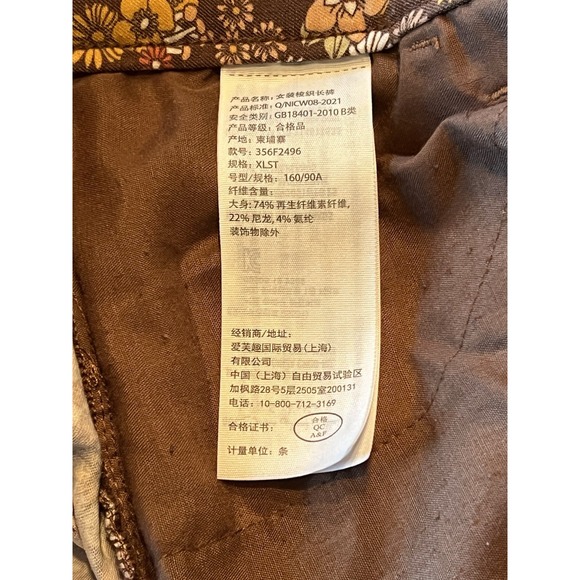 产品名称: 女装梭织长裤
产品标准: Q/NICW08-2021
安全类别: GB18401-2010 B类
产品等级: 合格品
产地: 柬埔寨
款号: 356F2496
规格: XLST
号型/规格: 160/90A
纤维含量:
大身: 74% 再生纤维素纤维,
22% 尼龙, 4% 氨纶
装饰物除外
经销商/地址:
爱芙趣国际贸易(上海)
有限公司
中国（上海）自由贸易试验区
加枫路28号5层2505室200131
电话: 10-800-712-3169
合格证书:
合格
QC
A&F
计量单位: 条